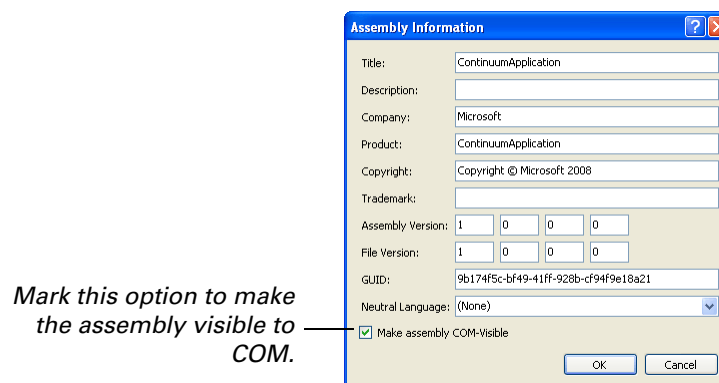 Assembly Information
Title: ContinuumApplication
Description:
Company: Microsoft
Product: ContinuumApplication
Copyright: Copyright © Microsoft 2008
Trademark:
Assembly Version: 1 0 0 0
File Version: 1 0 0 0
GUID: 9b174f5c-bf49-41ff-928b-cf94f9e18a21
Neutral Language: (None)
Mark this option to make
the assembly visible to
COM.
Make assembly COM-Visible
OK Cancel